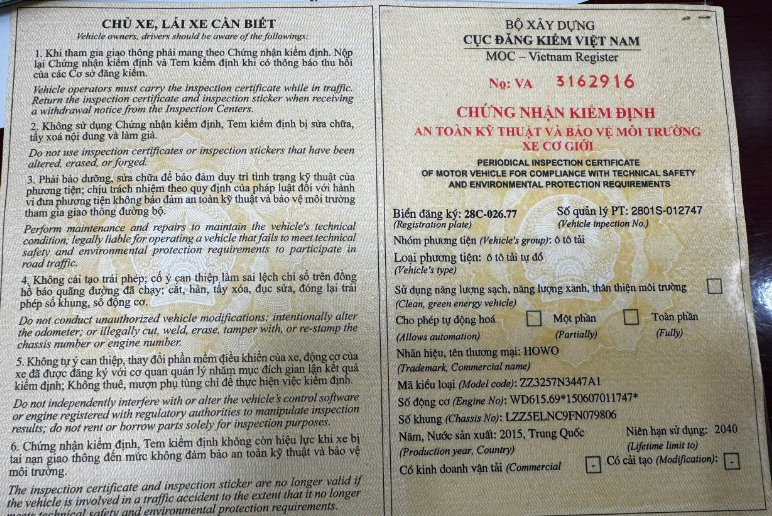 CHỦ XE, LÁI XE CẦN BIẾT
Vehicle owners, drivers should be aware of the followings:
1. Khi tham gia giao thông phải mang theo Chứng nhận kiểm định. Nộp
lại Chứng nhận kiểm định và Tem kiểm định khi có thông báo thu hồi
của các Cơ sở đăng kiểm.
Vehicle operators must carry the inspection certificate while in traffic.
Return the inspection certificate and inspection sticker when receiving
a withdrawal notice from the Inspection Centers.
2. Không sử dụng Chứng nhận kiểm định, Tem kiểm định bị sửa chữa,
tẩy xoá nội dung và làm giả.
Do not use inspection certificates or inspection stickers that have been
altered, erased, or forged.
3. Phải bảo dưỡng, sửa chữa để bảo đảm duy trì tình trạng kỹ thuật của
phương tiện; chịu trách nhiệm theo quy định của pháp luật đối với hành
vi đưa phương tiện không bảo đảm an toàn kỹ thuật và bảo vệ môi trường
tham gia giao thông đường bộ.
Perform maintenance and repairs to maintain the vehicle's technical
condition; legally liable for operating a vehicle that fails to meet technical
safety and environmental protection requirements to participate in
road traffic.
4. Không cải tạo trái phép; cố ý can thiệp làm sai lệch chỉ số trên đồng
hồ báo quãng đường đã chạy; cắt, hàn, tẩy xóa, đục sửa, đóng lại trái
phép số khung, số động cơ.
Do not conduct unauthorized vehicle modifications; intentionally alter
the odometer; or illegally cut, weld, erase, tamper with, or re-stamp the
chassis number or engine number.
5. Không tự ý can thiệp, thay đổi phần mềm điều khiển của xe, động cơ của
xe đã được đăng ký với cơ quan quản lý nhằm mục đích gian lận kết quả
kiểm định; Không thuê, mượn phụ tùng chỉ để thực hiện việc kiểm định.
Do not independently interfere with or alter the vehicle's control software
or engine registered with regulatory authorities to manipulate inspection
results; do not rent or borrow parts solely for inspection purposes.
6. Chứng nhận kiểm định, Tem kiểm định không còn hiệu lực khi xe bị
tai nạn giao thông đến mức không đảm bảo an toàn kỹ thuật và bảo vệ
môi trường.
The inspection certificate and inspection sticker are no longer valid if
the vehicle is involved in a traffic accident to the extent that it no longer
meets technical safety and environmental protection requirements.
BỘ XÂY DỰNG
CỤC ĐĂNG KIỂM VIỆT NAM
MOC – Vietnam Register
No: VA 3162916
CHỨNG NHẬN KIỂM ĐỊNH
AN TOÀN KỸ THUẬT VÀ BẢO VỆ MÔI TRƯỜNG
XE CƠ GIỚI
PERIODICAL INSPECTION CERTIFICATE
OF MOTOR VEHICLE FOR COMPLIANCE WITH TECHNICAL SAFETY
AND ENVIRONMENTAL PROTECTION REQUIREMENTS
Biển đăng ký: 28C-026.77 Số quản lý PT: 2801S-012747
(Registration plate) (Vehicle inpection No.)
Nhóm phương tiện (Vehicle's group): ô tô tải
Loại phương tiện: ô tô tải tự đổ
(Vehicle's type)
Sử dụng năng lượng sạch, năng lượng xanh, thân thiện môi trường
(Clean, green energy vehicle)
Cho phép tự động hoá Một phần Toàn phần
(Allows automation) (Partially) (Fully)
Nhãn hiệu, tên thương mại: HOWO
(Trademark, Commercial name)
Mã kiểu loại (Model code): ZZ3257N3447A1
Số động cơ (Engine No): WD615.69*150607011747*
Số khung (Chassis No): LZZ5ELNC9FN079806
Năm, Nước sản xuất: 2015, Trung Quốc Niên hạn sử dụng: 2040
(Production year, Country) (Lifetime limit to)
Có kinh doanh vận tải (Commercial - Có cải tạo (Modification): -